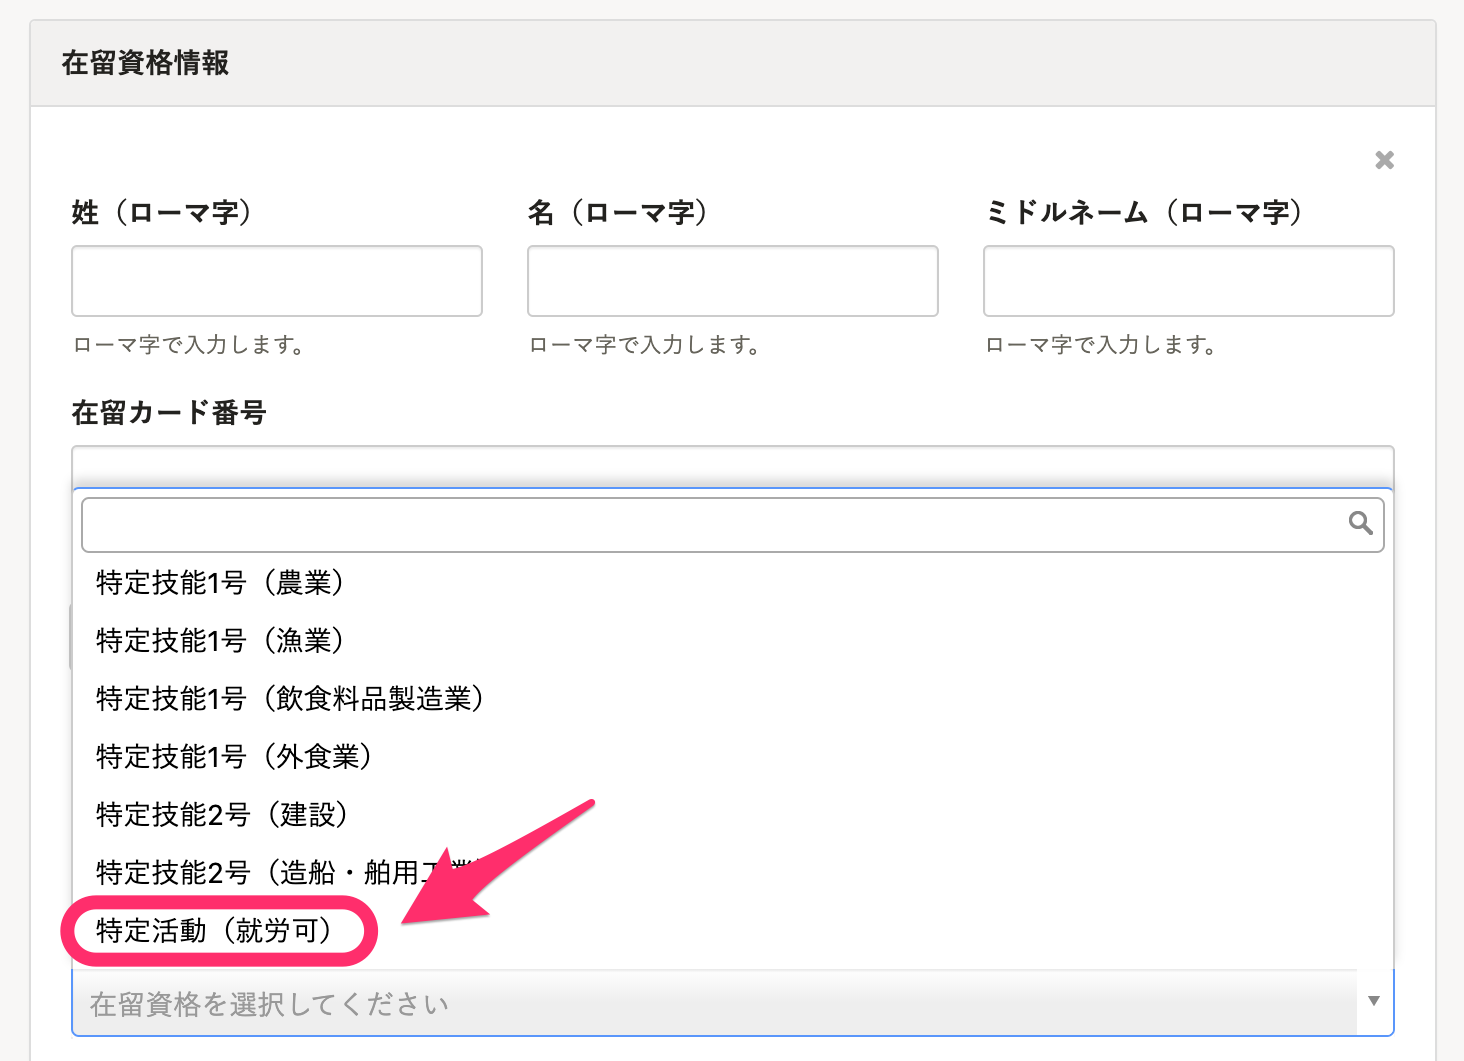 在留資格情報
姓（ローマ字） 名（ローマ字） ミドルネーム（ローマ字）
ローマ字で入力します。 ローマ字で入力します。 ローマ字で入力します。
在留カード番号
特定技能1号（農業）
特定技能1号（漁業）
特定技能1号（飲食料品製造業）
特定技能1号（外食業）
特定技能2号（建設）
特定技能2号（造船・舶用工業）
特定活動（就労可）
在留資格を選択してください